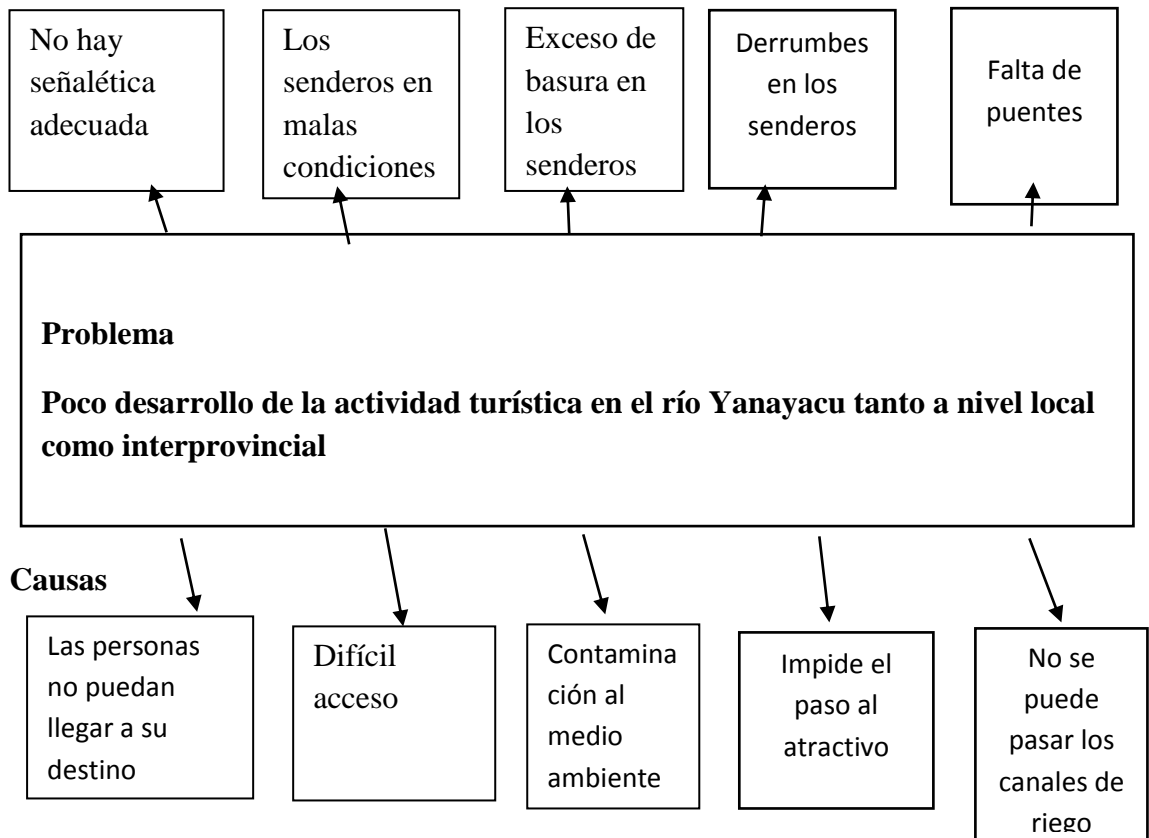 No hay
señalética
adecuada
Los
senderos en
malas
condiciones
Exceso de
basura en
los
senderos
Derrumbes
en los
senderos
Falta de
puentes
Problema
Poco desarrollo de la actividad turística en el río Yanayacu tanto a nivel local
como interprovincial
Causas
Las personas
no puedan
llegar a su
destino
Difícil
acceso
Contamina
ción al
medio
ambiente
Impide el
paso al
atractivo
No se
puede
pasar los
canales de
riego